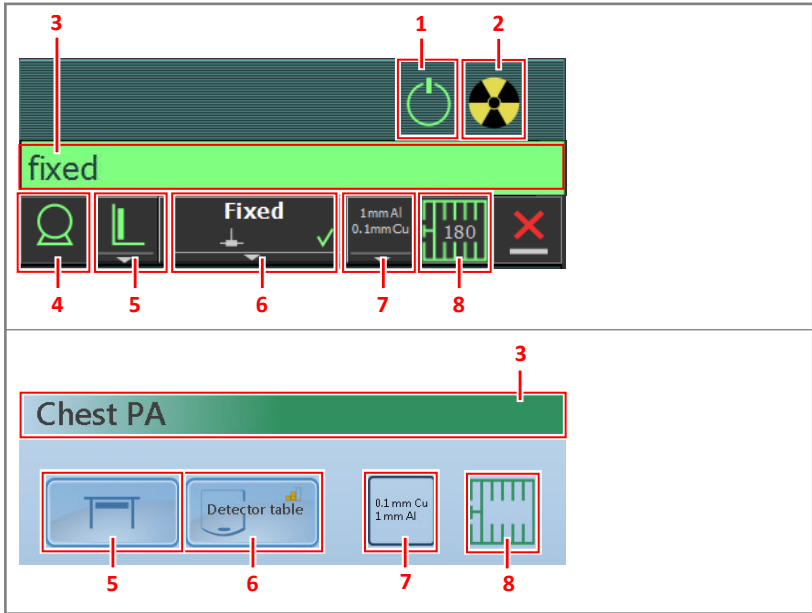 3
1
2
fixed
Fixed
1mm Al
0.1mm Cu
180
4
5
6
7
8
3
Chest PA
Detector table
0.1 mm Cu
1 mm Al
5
6
7
8